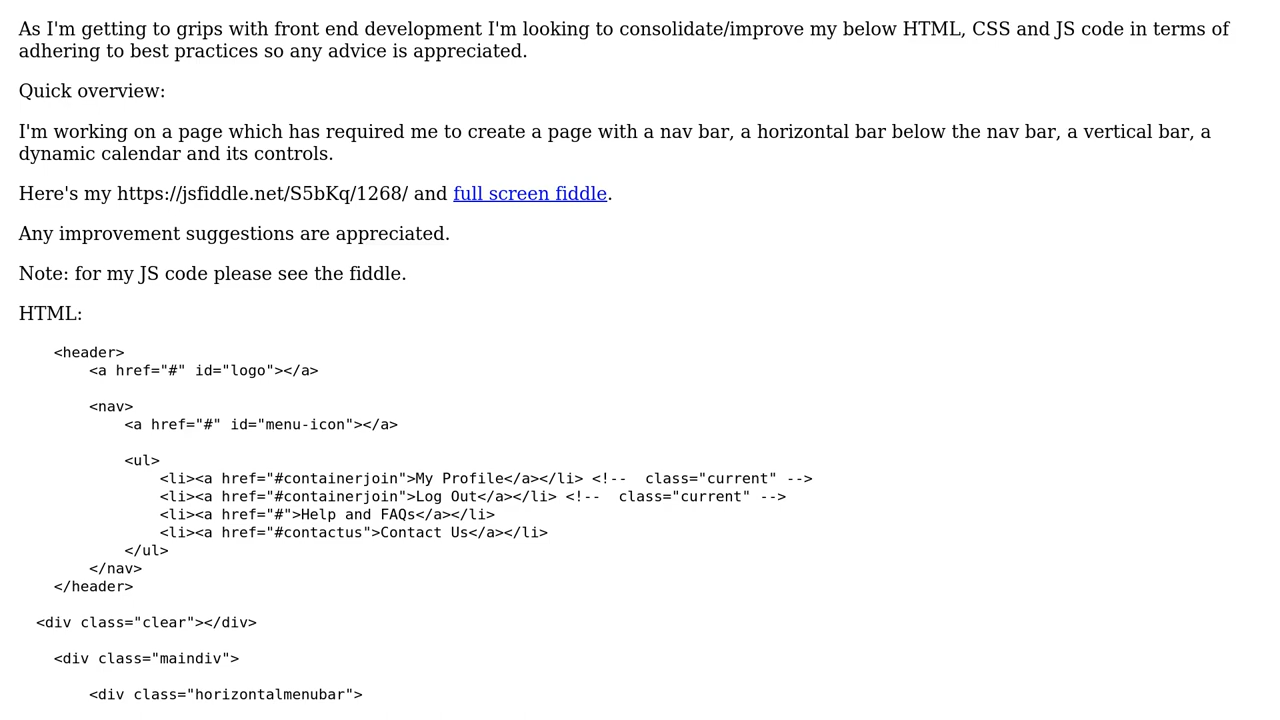 As I'm getting to grips with front end development I'm looking to consolidate/improve my below HTML, CSS and JS code in terms of
adhering to best practices so any advice is appreciated.
Quick overview:
I'm working on a page which has required me to create a page with a nav bar, a horizontal bar below the nav bar, a vertical bar, a
dynamic calendar and its controls.
Here's my https://jsfiddle.net/S5bKq/1268/ and full screen fiddle.
Any improvement suggestions are appreciated.
Note: for my JS code please see the fiddle.
HTML:
<header>
<a href="#" id="logo"></a>
<nav>
<a href="#" id="menu-icon"></a>
<ul>
<li><a href="#containerjoin">My Profile</a></li> <!--  class="current" -->
<li><a href="#containerjoin">Log Out</a></li> <!--  class="current" -->
<li><a href="#">Help and FAQs</a></li>
<li><a href="#contactus">Contact Us</a></li>
</ul>
</nav>
</header>
<div class="clear"></div>
<div class="maindiv">
<div class="horizontalmenubar">